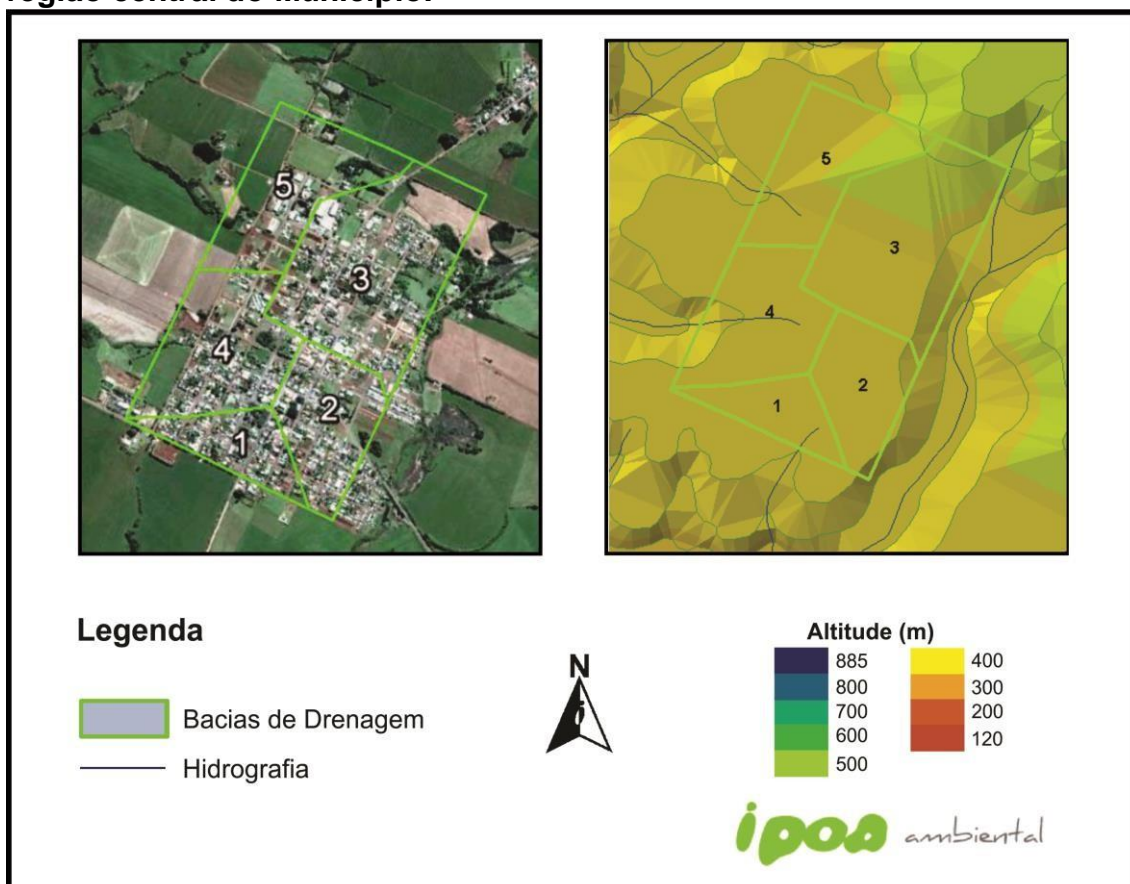 região central do Município.
5
3
4
2
1
5
3
4
2
1
Legenda
Bacias de Drenagem
Hidrografia
N
Altitude (m)
885
800
700
600
500
400
300
200
120
ipoa ambiental